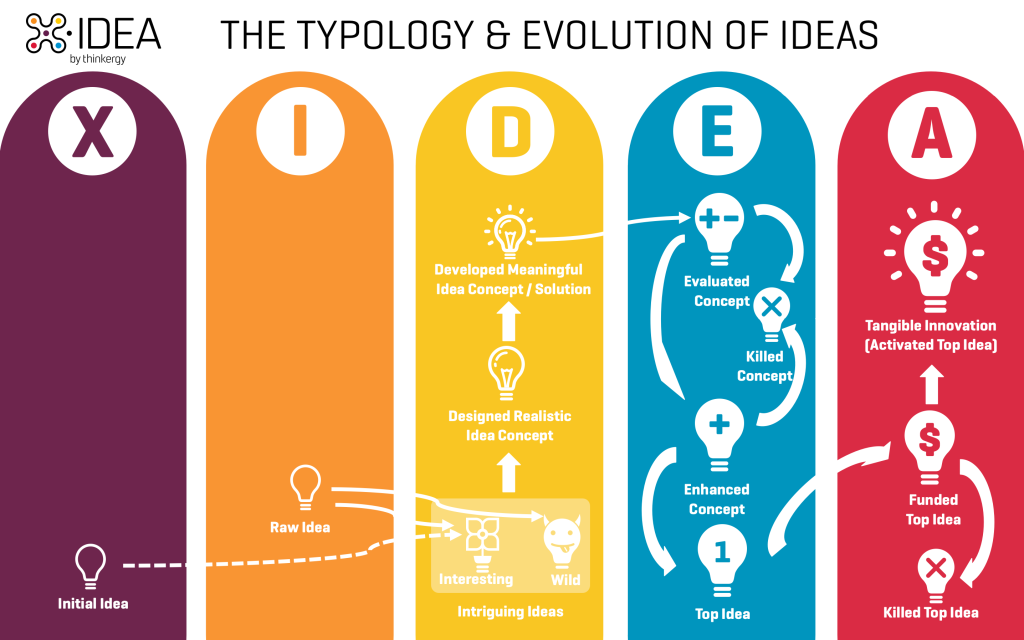 X·IDEA
by thinkergy
THE TYPOLOGY & EVOLUTION OF IDEAS
X
Initial Idea
I
Raw Idea
D
Developed Meaningful
Idea Concept / Solution
Designed Realistic
Idea Concept
Interesting
Wild
Intriguing Ideas
E
+-
Evaluated
Concept
×
Killed
Concept
+
Enhanced
Concept
1
Top Idea
A
$
Tangible Innovation
(Activated Top Idea)
$
Funded
Top Idea
×
Killed Top Idea